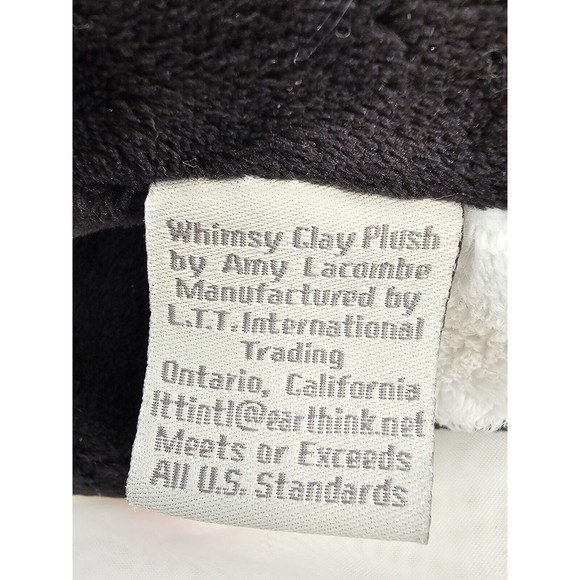 Whimsy Clay Plush
by Amy Lacombe
Manufactured by
L.T.T. International
Trading
Ontario, California
lttintl@earthink.net
Meets or Exceeds
All U.S. Standards